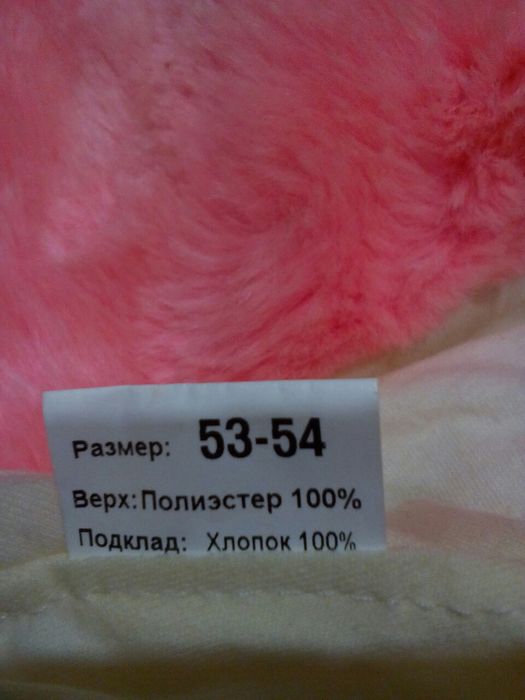 Размер: 53-54
Верх:Полиэстер 100%
Подклад: Хлопок 100%